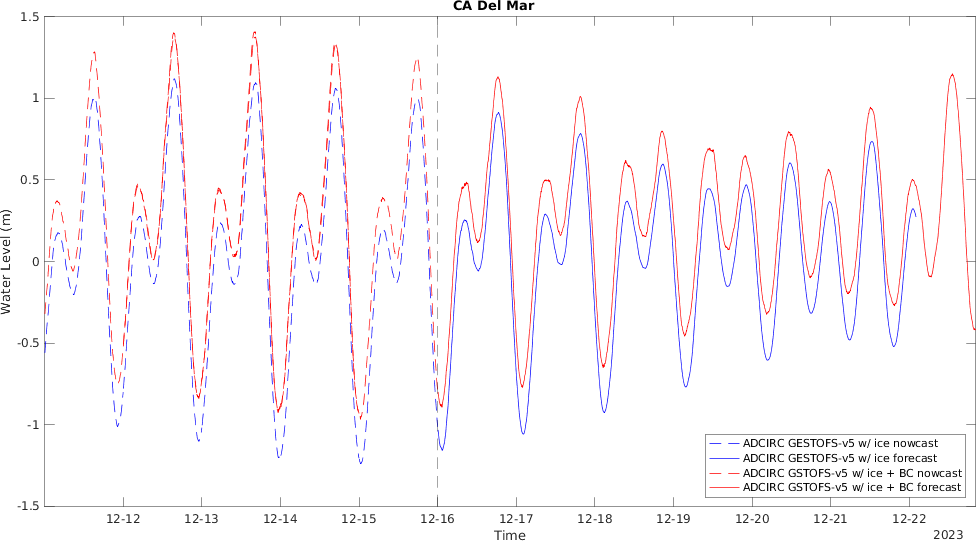 CA Del Mar
1.5
1
0.5
0
-0.5
-1
-1.5
Water Level (m)
12-12 12-13 12-14 12-15 12-16 12-17 12-18 12-19 12-20 12-21 12-22
Time
2023
ADCIRC GESTOFS-v5 w/ ice nowcast
ADCIRC GESTOFS-v5 w/ ice forecast
ADCIRC GSTOFS-v5 w/ ice + BC nowcast
ADCIRC GSTOFS-v5 w/ ice + BC forecast